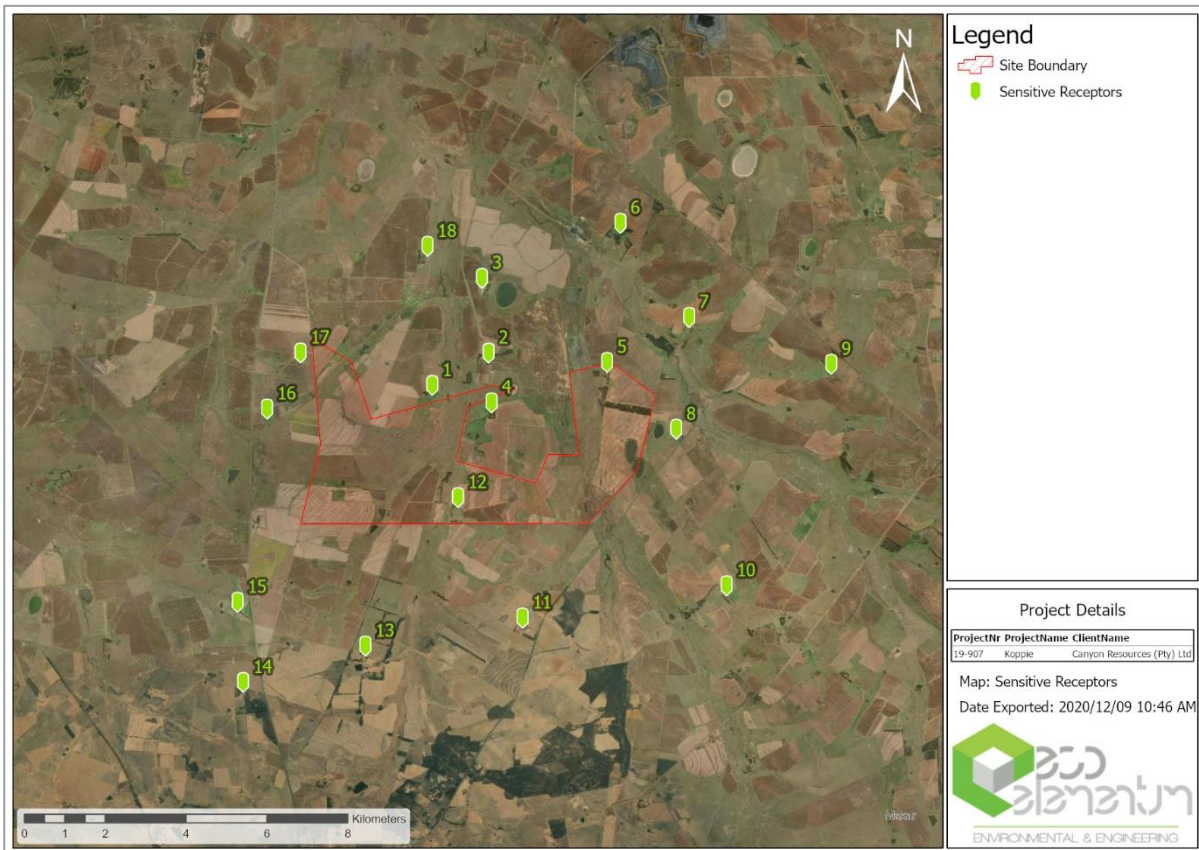 N
6
18
3
7
17
2
5
9
1
4
16
8
12
10
15
11
13
14
Kilometers
0 1 2 4 6 8
Maxar
Legend
Site Boundary
Sensitive Receptors
Project Details
ProjectNr ProjectName ClientName
19-907 Koppie Canyon Resources (Pty) Ltd
Map: Sensitive Receptors
Date Exported: 2020/12/09 10:46 AM
eco
elementum
ENVIRONMENTAL & ENGINEERING